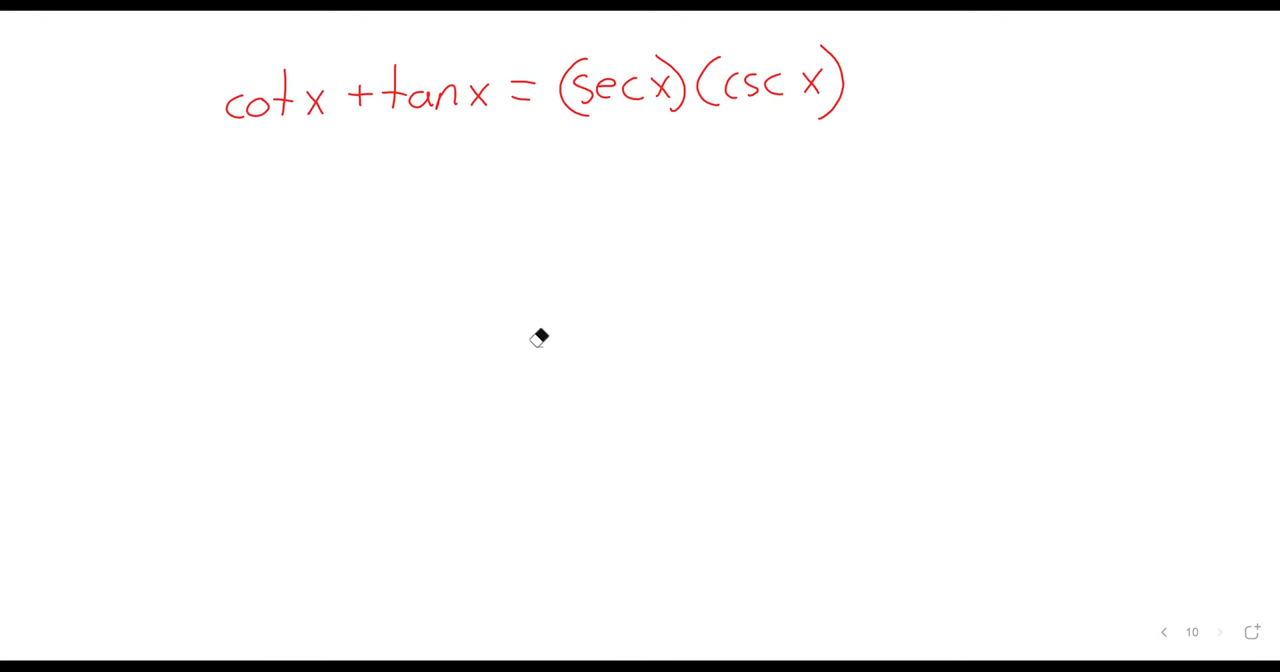 cot x + tan x = (sec x)(csc x)
10